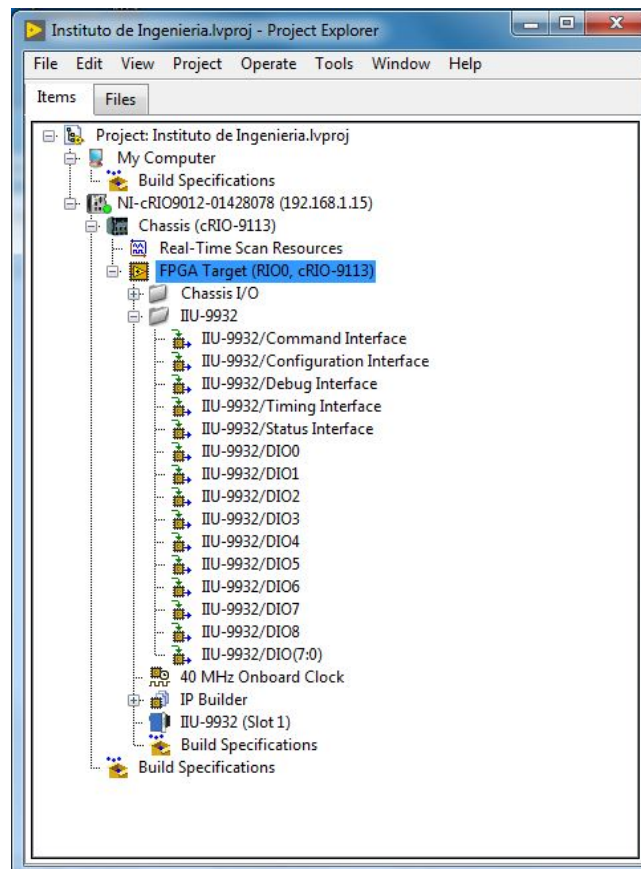 Instituto de Ingenieria.lvproj - Project Explorer
File Edit View Project Operate Tools Window Help
Items Files
Project: Instituto de Ingenieria.lvproj
My Computer
Build Specifications
NI-cRIO9012-01428078 (192.168.1.15)
Chassis (cRIO-9113)
Real-Time Scan Resources
FPGA Target (RIO0, cRIO-9113)
Chassis I/O
IIU-9932
IIU-9932/Command Interface
IIU-9932/Configuration Interface
IIU-9932/Debug Interface
IIU-9932/Timing Interface
IIU-9932/Status Interface
IIU-9932/DIO0
IIU-9932/DIO1
IIU-9932/DIO2
IIU-9932/DIO3
IIU-9932/DIO4
IIU-9932/DIO5
IIU-9932/DIO6
IIU-9932/DIO7
IIU-9932/DIO8
IIU-9932/DIO(7:0)
40 MHz Onboard Clock
IP Builder
IIU-9932 (Slot 1)
Build Specifications
Build Specifications